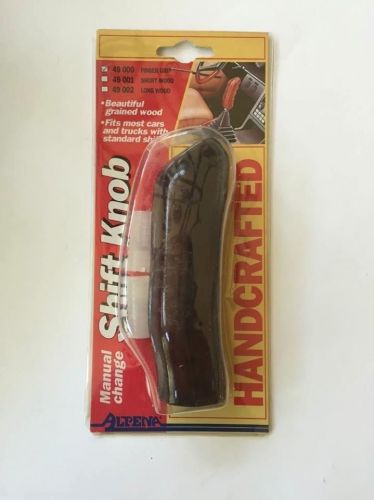 49 000 FINGER GRIP
49 001 SHORT WOOD
49 002 LONG WOOD
•Beautiful
grained wood
•Fits most cars
and trucks with
standard shift
Manual
change
Shift Knob
HANDCRAFTED
ALPENA